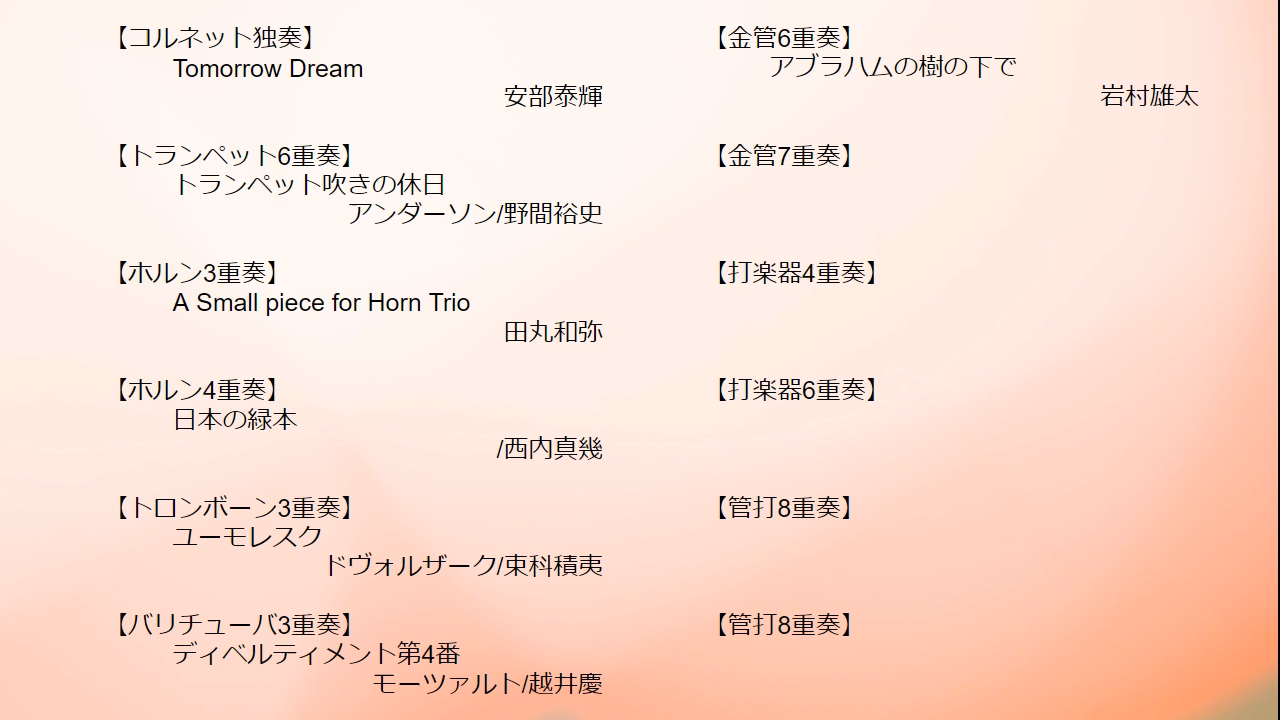 【コルネット独奏】
Tomorrow Dream
安部泰輝
【トランペット6重奏】
トランペット吹きの休日
アンダーソン/野間裕史
【ホルン3重奏】
A Small piece for Horn Trio
田丸和弥
【ホルン4重奏】
日本の緑本
/西内真幾
【トロンボーン3重奏】
ユーモレスク
ドヴォルザーク/束科積夷
【バリチューバ3重奏】
ディベルティメント第4番
モーツァルト/越井慶
【金管6重奏】
アブラハムの樹の下で
岩村雄太
【金管7重奏】
【打楽器4重奏】
【打楽器6重奏】
【管打8重奏】
【管打8重奏】